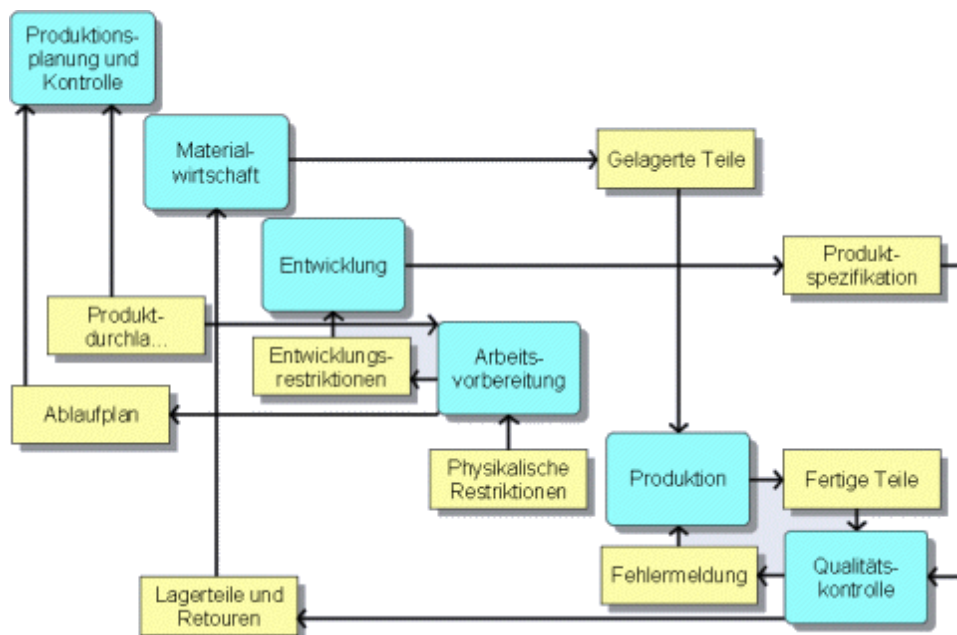 Produktions-
planung und
Kontrolle
Material-
wirtschaft
Gelagerte Teile
Entwicklung
Produkt-
spezifikation
Produkt-
durchla...
Entwicklungs-
restriktionen
Arbeits-
vorbereitung
Ablaufplan
Physikalische
Restriktionen
Produktion
Fertige Teile
Fehlermeldung
Qualitäts-
kontrolle
Lagerteile und
Retouren